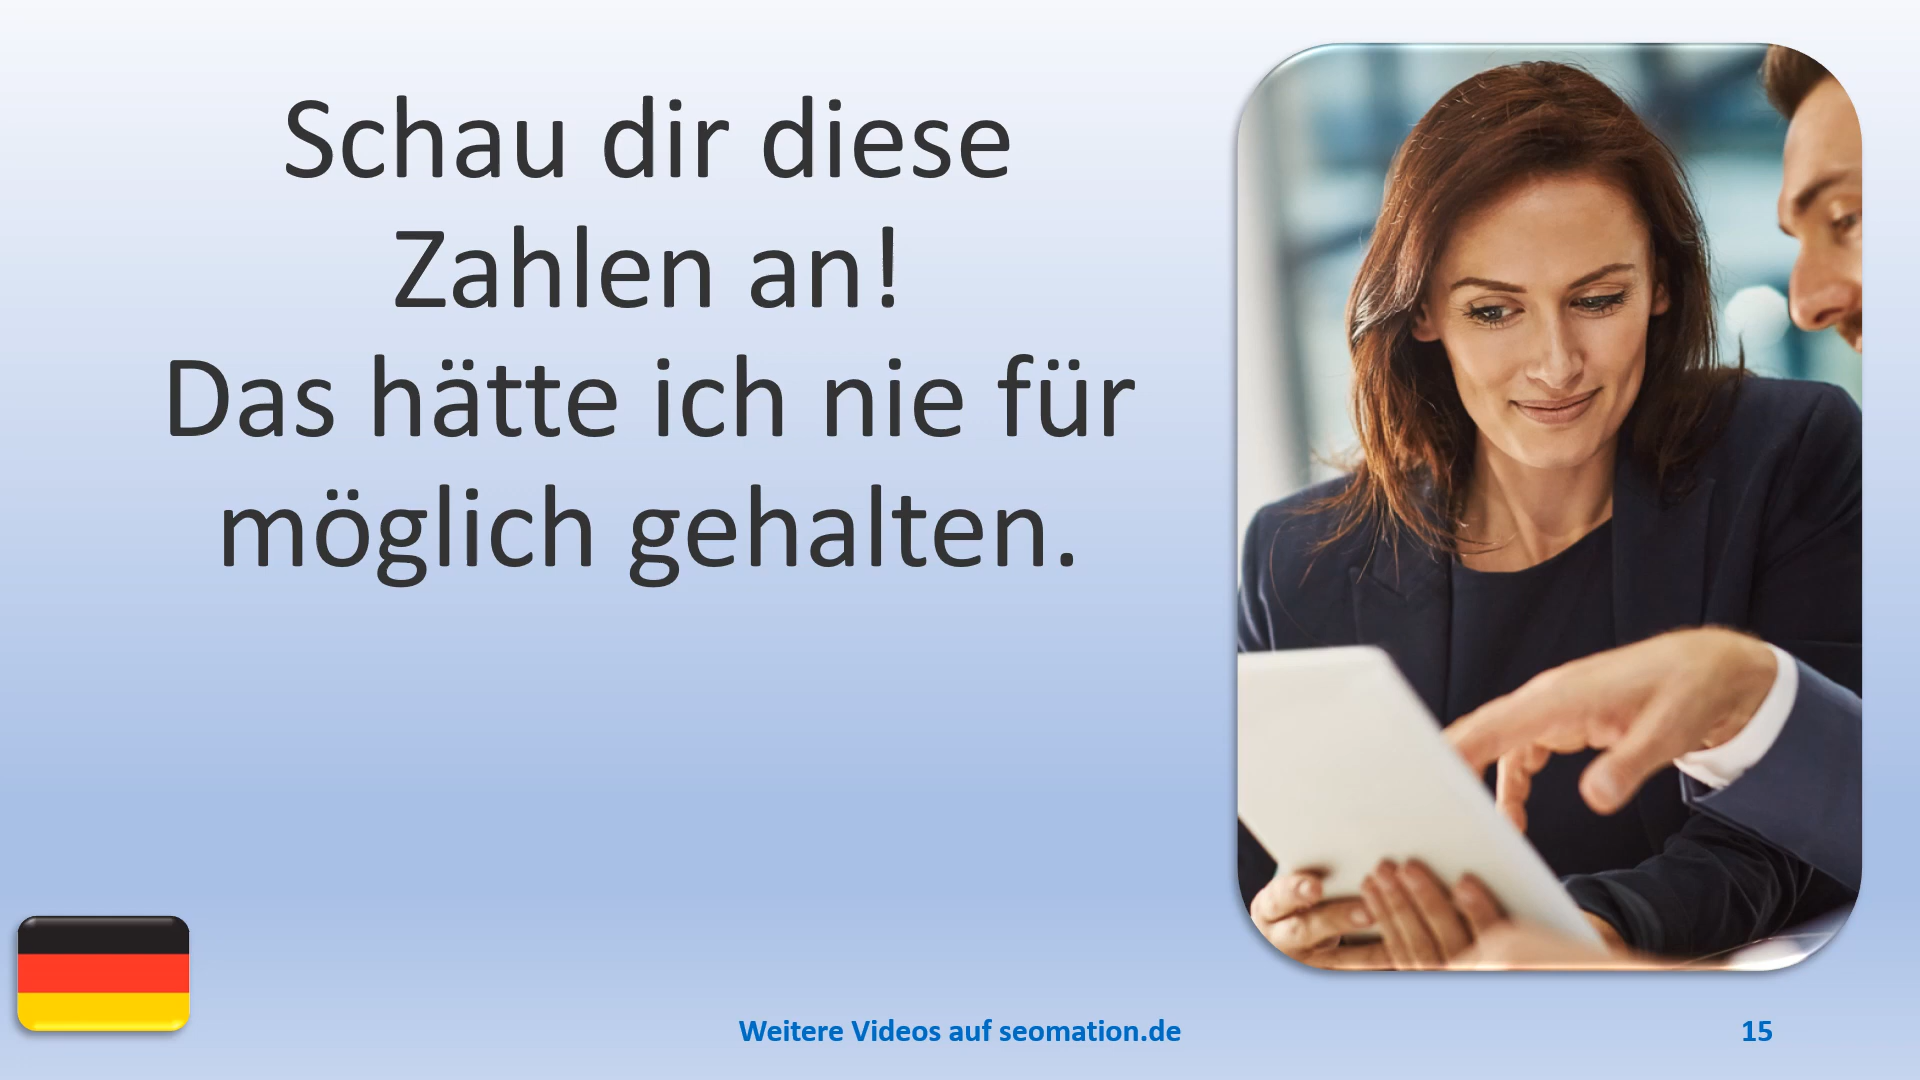 Schau dir diese
Zahlen an!
Das hätte ich nie für
möglich gehalten.
Weitere Videos auf seomation.de
15